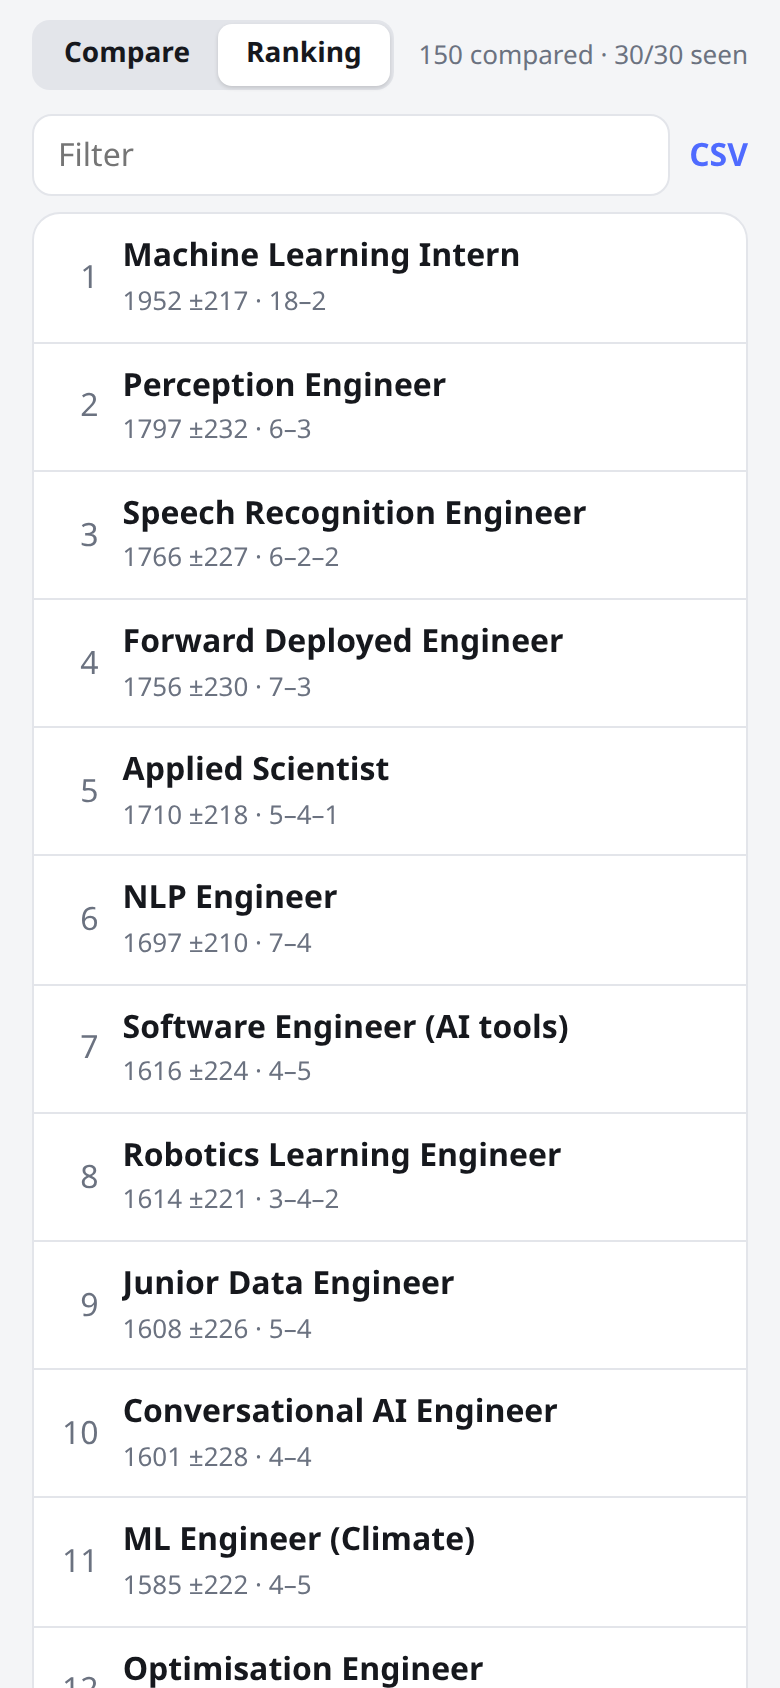 Compare Ranking 150 compared · 30/30 seen
Filter CSV
1 Machine Learning Intern
1952 ±217 · 18–2
2 Perception Engineer
1797 ±232 · 6–3
3 Speech Recognition Engineer
1766 ±227 · 6–2–2
4 Forward Deployed Engineer
1756 ±230 · 7–3
5 Applied Scientist
1710 ±218 · 5–4–1
6 NLP Engineer
1697 ±210 · 7–4
7 Software Engineer (AI tools)
1616 ±224 · 4–5
8 Robotics Learning Engineer
1614 ±221 · 3–4–2
9 Junior Data Engineer
1608 ±226 · 5–4
10 Conversational AI Engineer
1601 ±228 · 4–4
11 ML Engineer (Climate)
1585 ±222 · 4–5
12 Optimisation Engineer